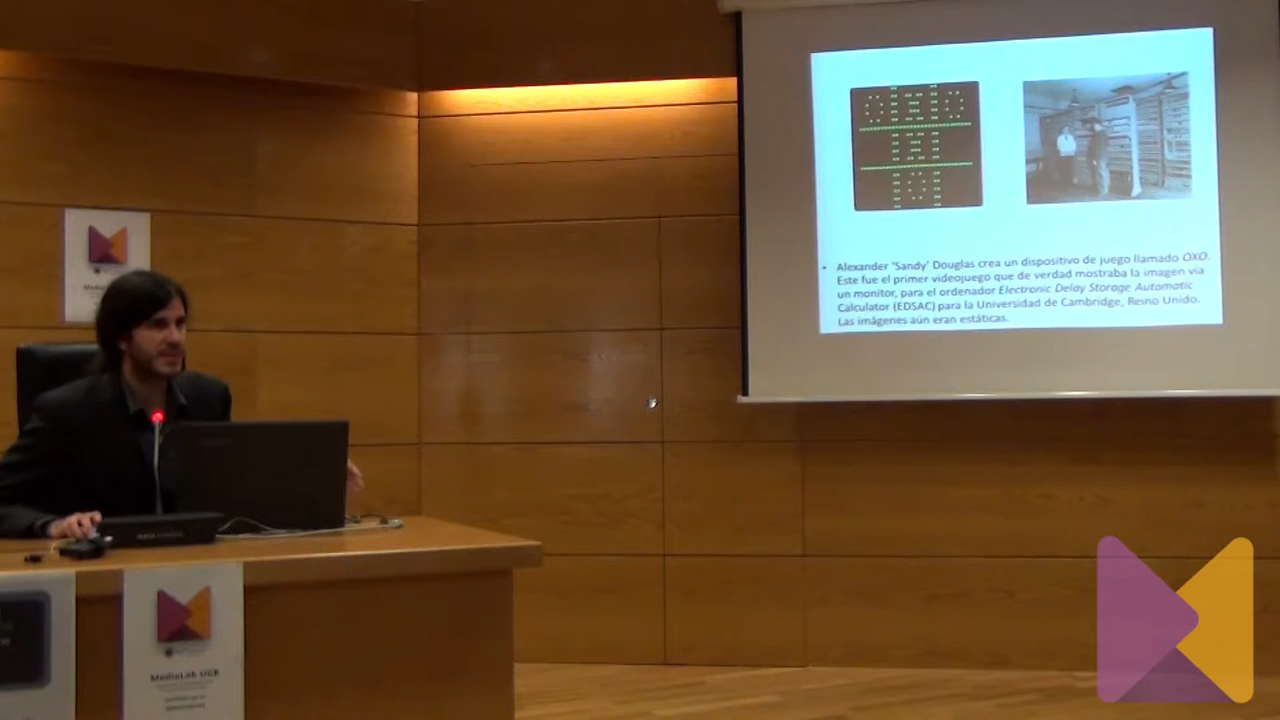 • Alexander 'Sandy' Douglas crea un dispositivo de juego llamado OXO.
Este fue el primer videojuego que de verdad mostraba la imagen via
un monitor, para el ordenador Electronic Delay Storage Automatic
Calculator (EDSAC) para la Universidad de Cambridge, Reino Unido.
Las imágenes aún eran estáticas.
MediaLab UGR